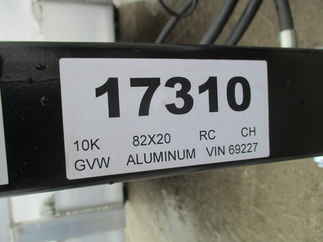 17310
10K 82X20 RC CH
GVW ALUMINUM VIN 69227